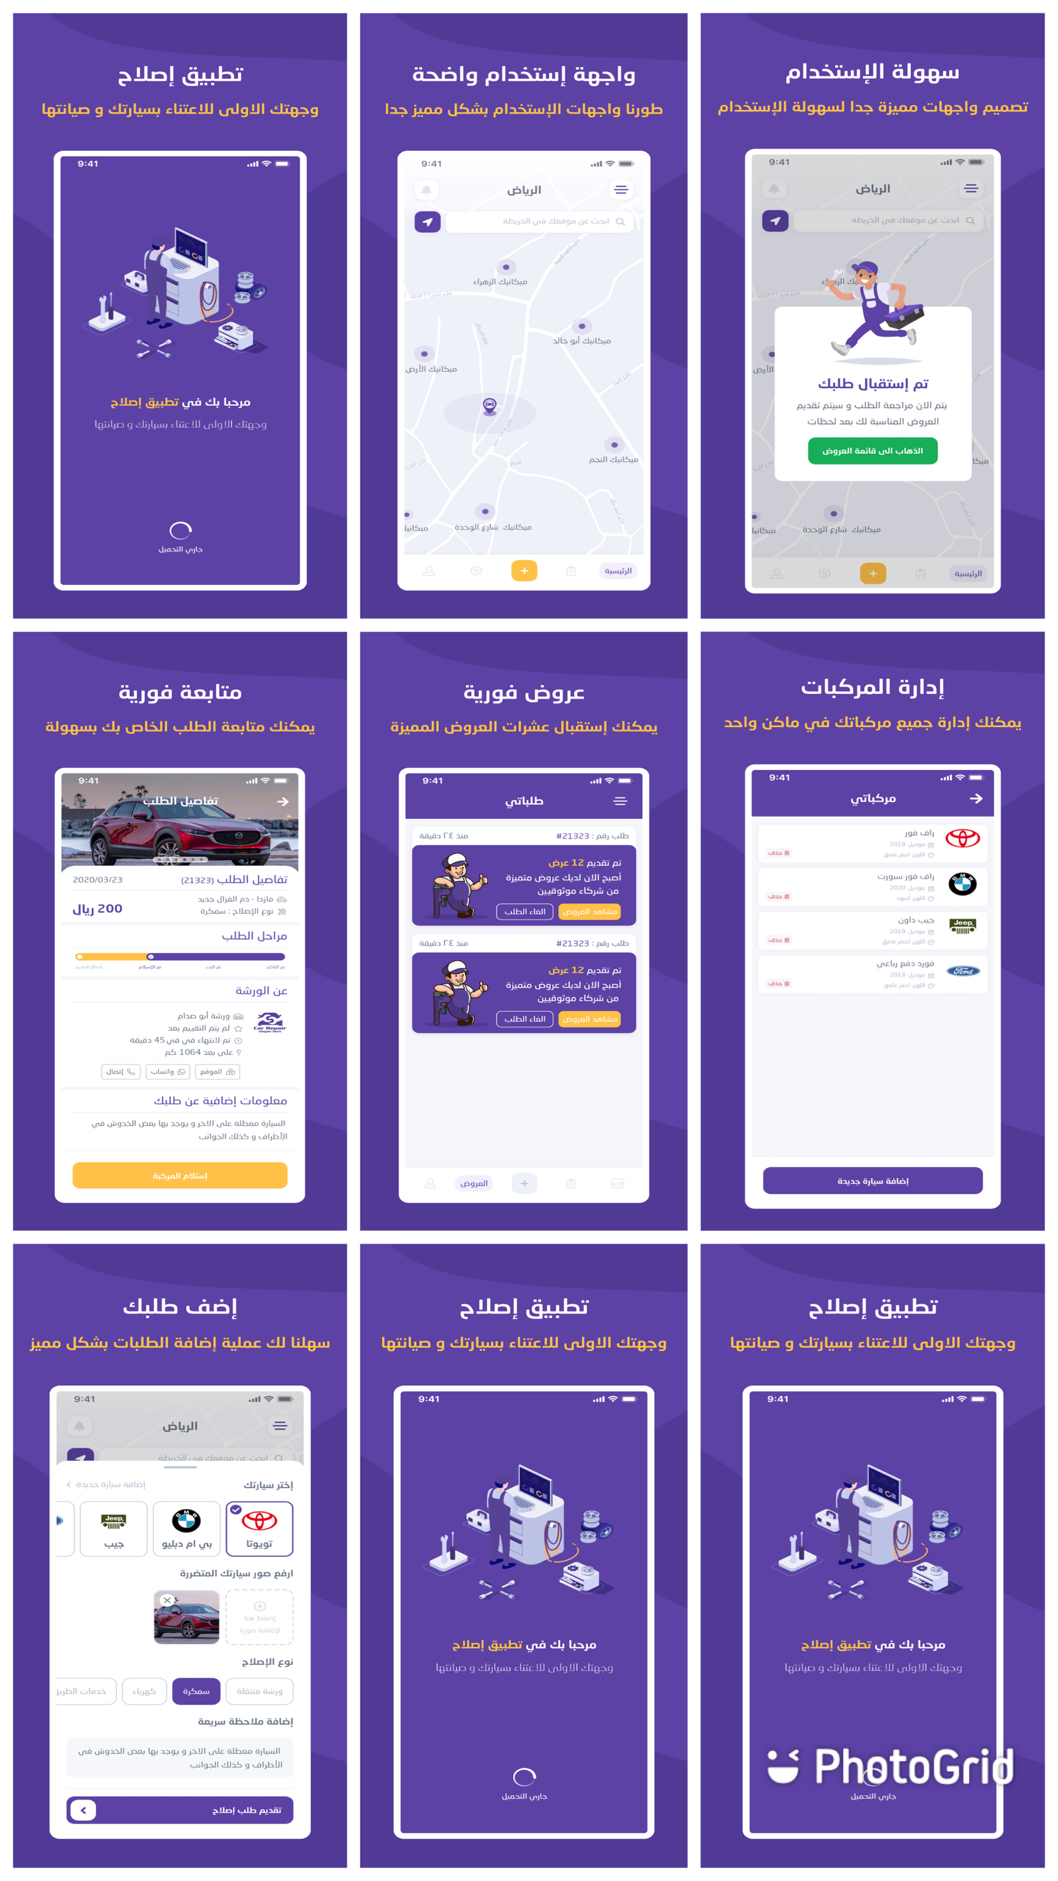 تطبيق إصلاح
وجهتك الاولى للاعتناء بسيارتك و صيانتها
9:41
مرحبا بك في تطبيق إصلاح
وجهتك الاولى للاعتناء بسيارتك و صيانتها
جاري التحميل
واجهة إستخدام واضحة
طورنا واجهات الإستخدام بشكل مميز جدا
9:41
الرياض
ابحث عن موقعك في الخريطة
ميكانيك الزهراء
ميكانيك أبو خالد
ميكانيك الأرض
ميكانيك النجم
ميكانيك شارع الوحدة
الرئيسية
سهولة الإستخدام
تصميم واجهات مميزة جدا لسهولة الإستخدام
9:41
الرياض
ابحث عن موقعك في الخريطة
تم إستقبال طلبك
يتم الان مراجعة الطلب و سيتم تقديم
العروض المناسبة لك بعد لحظات
الذهاب الى قائمة العروض
ميكانيك شارع الوحدة
الرئيسية
متابعة فورية
يمكنك متابعة الطلب الخاص بك بسهولة
9:41
تفاصيل الطلب
تفاصيل الطلب (21323)
2020/03/23
مازدا - دم الغزال جديد
نوع الإصلاح : سمكرة
200 ريال
مراحل الطلب
عن الورشة
Car Repair
ورشة أبو صدام
لم يتم التقييم بعد
تم لانتهاء في في 45 دقيقة
على بعد 1064 كم
الموقع
واتساب
إتصال
معلومات إضافية عن طلبك
السيارة معطلة على الاخر و يوجد بها بعض الخدوش في
الأطراف و كذلك الجوانب
إستلام المركبة
عروض فورية
يمكنك إستقبال عشرات العروض المميزة
9:41
طلباتي
طلب رقم : 21323#
منذ ٢٤ دقيقة
تم تقديم 12 عرض
أصبح الان لديك عروض متميزة
من شركاء موثوقيين
مشاهد العروض
الغاء الطلب
طلب رقم : 21323#
منذ ٢٤ دقيقة
تم تقديم 12 عرض
أصبح الان لديك عروض متميزة
من شركاء موثوقيين
مشاهد العروض
الغاء الطلب
العروض
إدارة المركبات
يمكنك إدارة جميع مركباتك في ماكن واحد
9:41
مركباتي
راف فور
موديل 2019
اللون احمر غامق
حذف
راف فور سبورت
موديل 2020
اللون اسود
حذف
Jeep
جيب داون
موديل 2019
اللون احمر غامق
حذف
Ford
فورد دفع رباعي
موديل 2019
اللون احمر غامق
حذف
إضافة سيارة جديدة
إضف طلبك
سهلنا لك عملية إضافة الطلبات بشكل مميز
9:41
الرياض
ابحث عن موقعك في الخريطة
إختر سيارتك
إضافة سيارة جديدة
تويوتا
بي ام دبليو
Jeep
جيب
ارفع صور سيارتك المتضررة
إضغط هنا
لإضافة صورة
نوع الإصلاح
ورشة متنقلة
سمكرة
كهرباء
خدمات الطريق
إضافة ملاحظة سريعة
السيارة معطلة على الاخر و يوجد بها بعض الخدوش في
الأطراف و كذلك الجوانب
تقديم طلب إصلاح
تطبيق إصلاح
وجهتك الاولى للاعتناء بسيارتك و صيانتها
9:41
مرحبا بك في تطبيق إصلاح
وجهتك الاولى للاعتناء بسيارتك و صيانتها
جاري التحميل
تطبيق إصلاح
وجهتك الاولى للاعتناء بسيارتك و صيانتها
9:41
مرحبا بك في تطبيق إصلاح
وجهتك الاولى للاعتناء بسيارتك و صيانتها
PhotoGrid
جاري التحميل